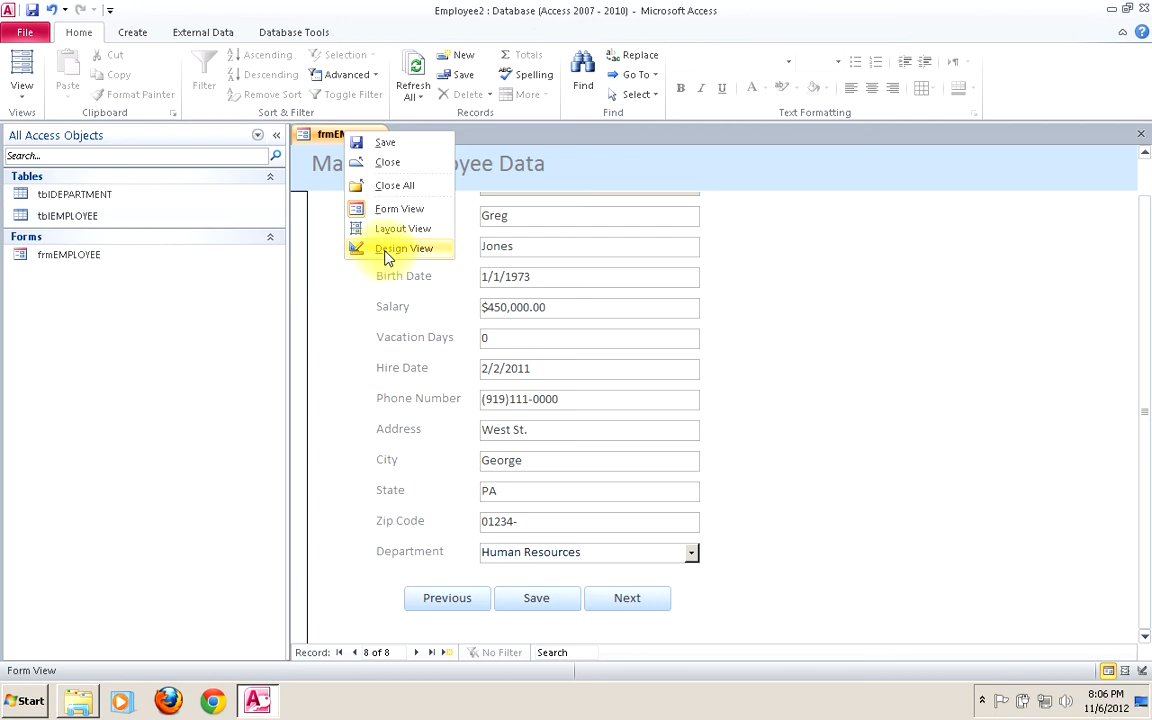 Employee2 : Database (Access 2007 - 2010) - Microsoft Access
File Home Create External Data Database Tools
View
Views
Paste
Cut
Copy
Format Painter
Clipboard
Filter
Ascending
Descending
Remove Sort
Selection
Advanced
Toggle Filter
Sort & Filter
Refresh All
New
Save
Delete
Totals
Spelling
More
Records
Find
Replace
Go To
Select
Find
B I U A
Text Formatting
All Access Objects
Search...
Tables
tblDEPARTMENT
tblEMPLOYEE
Forms
frmEMPLOYEE
Save
Close
Close All
Form View
Layout View
Design View
Employee Data
Greg
Jones
Birth Date 1/1/1973
Salary $450,000.00
Vacation Days 0
Hire Date 2/2/2011
Phone Number (919)111-0000
Address West St.
City George
State PA
Zip Code 01234-
Department Human Resources
Previous Save Next
Record: 8 of 8 No Filter Search
Form View
Start
8:06 PM
11/6/2012